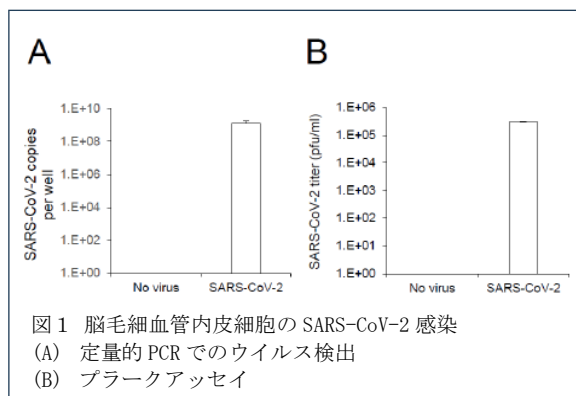 A
B
1.E+10
1.E+08
1.E+06
1.E+04
1.E+02
1.E+00
SARS-CoV-2 copies
per well
No virus
SARS-CoV-2
1.E+06
1.E+05
1.E+04
1.E+03
1.E+02
1.E+01
1.E+00
SARS-CoV-2 titer (pfu/ml)
No virus
SARS-CoV-2
図１ 脳毛細血管内皮細胞の SARS-CoV-2 感染
(A) 定量的 PCR でのウイルス検出
(B) プラークアッセイ